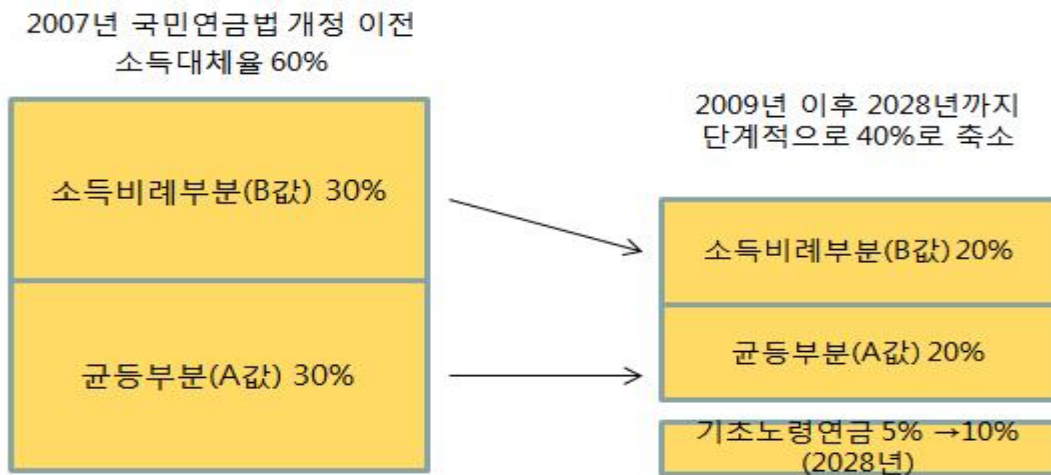 2007년 국민연금법 개정 이전
소득대체율 60%
소득비례부분(B값) 30%
균등부분(A값) 30%
2009년 이후 2028년까지
단계적으로 40%로 축소
소득비례부분(B값) 20%
균등부분(A값) 20%
기초노령연금 5% →10%
(2028년)